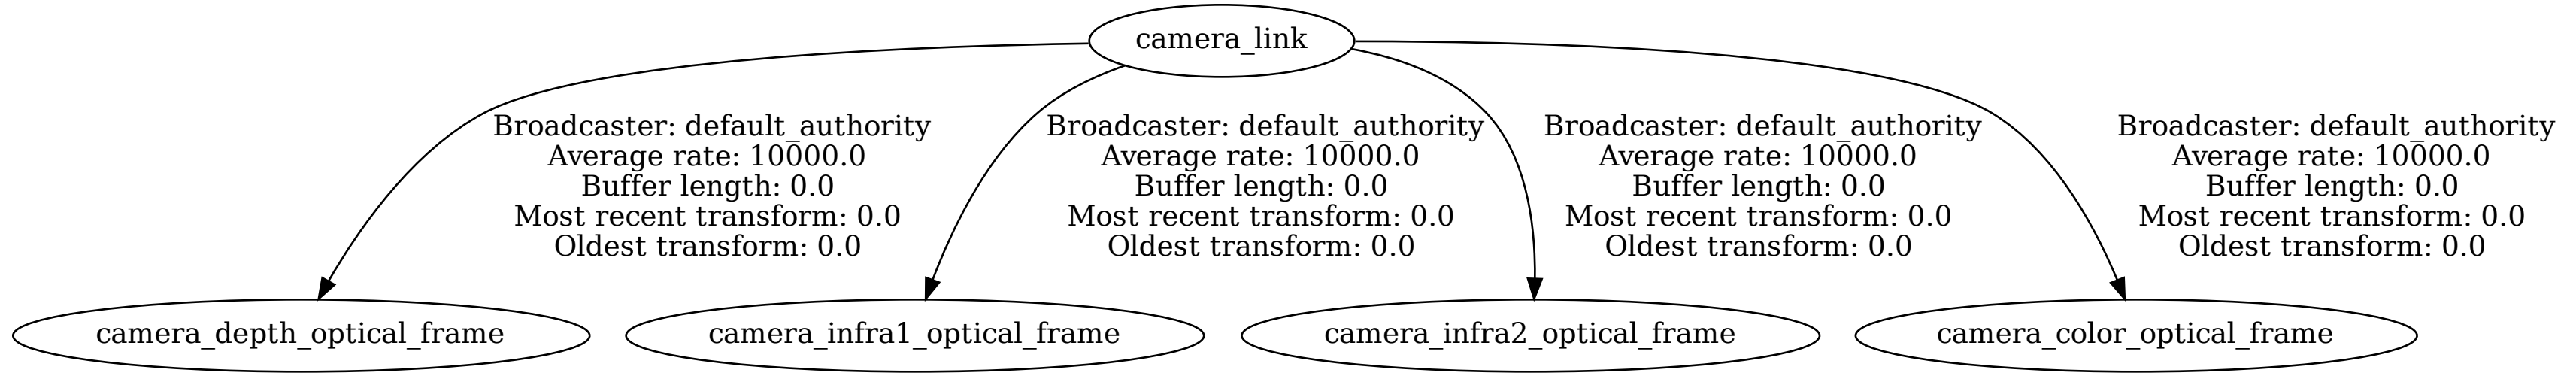 camera_link
Broadcaster: default_authority
Average rate: 10000.0
Buffer length: 0.0
Most recent transform: 0.0
Oldest transform: 0.0
Broadcaster: default_authority
Average rate: 10000.0
Buffer length: 0.0
Most recent transform: 0.0
Oldest transform: 0.0
Broadcaster: default_authority
Average rate: 10000.0
Buffer length: 0.0
Most recent transform: 0.0
Oldest transform: 0.0
Broadcaster: default_authority
Average rate: 10000.0
Buffer length: 0.0
Most recent transform: 0.0
Oldest transform: 0.0
camera_depth_optical_frame
camera_infra1_optical_frame
camera_infra2_optical_frame
camera_color_optical_frame